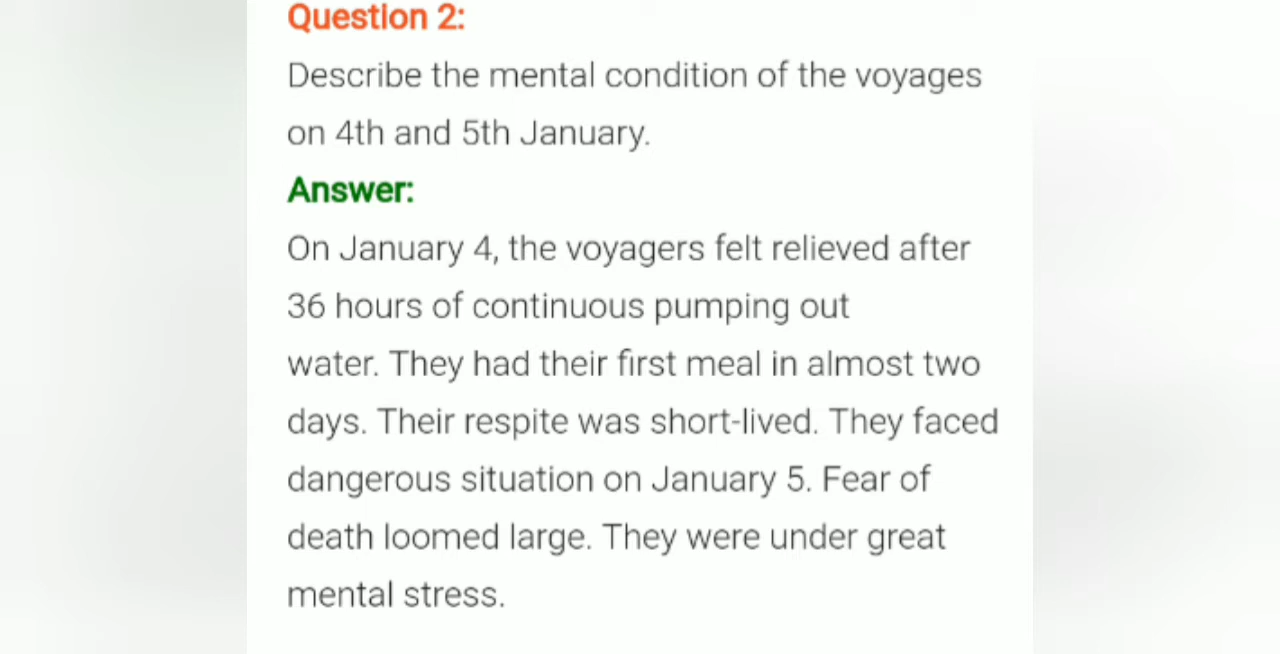 Question 2:
Describe the mental condition of the voyages
on 4th and 5th January.
Answer:
On January 4, the voyagers felt relieved after
36 hours of continuous pumping out
water. They had their first meal in almost two
days. Their respite was short-lived. They faced
dangerous situation on January 5. Fear of
death loomed large. They were under great
mental stress.